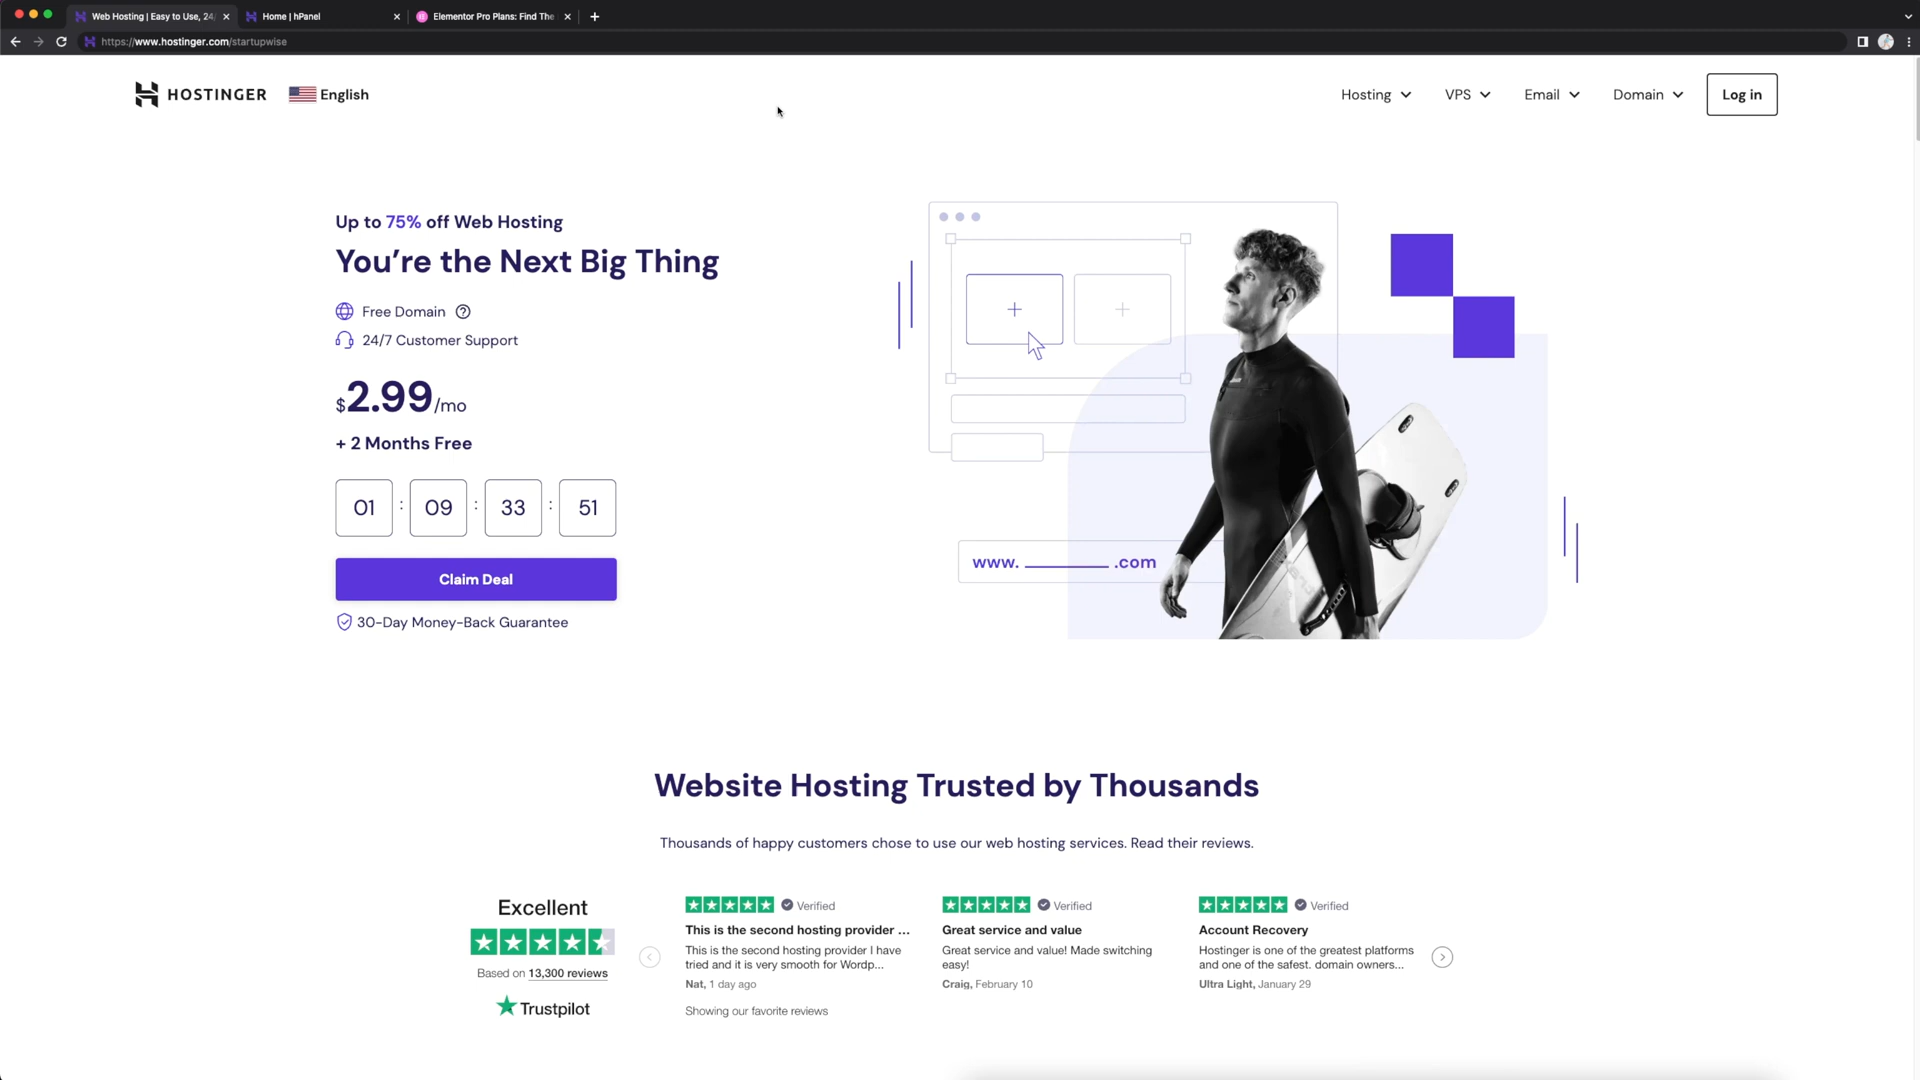 Web Hosting | Easy to Use, 24/
Home | hPanel
Elementor Pro Plans: Find The
https://www.hostinger.com/startupwise
HOSTINGER
English
Hosting
VPS
Email
Domain
Log in
Up to 75% off Web Hosting
You're the Next Big Thing
Free Domain
24/7 Customer Support
$2.99/mo
+ 2 Months Free
01 : 09 : 33 : 51
Claim Deal
30-Day Money-Back Guarantee
www. ________ .com
Website Hosting Trusted by Thousands
Thousands of happy customers chose to use our web hosting services. Read their reviews.
Excellent
Based on 13,300 reviews
Trustpilot
Verified
This is the second hosting provider ...
This is the second hosting provider I have
tried and it is very smooth for Wordp...
Nat, 1 day ago
Showing our favorite reviews
Verified
Great service and value
Great service and value! Made switching
easy!
Craig, February 10
Verified
Account Recovery
Hostinger is one of the greatest platforms
and one of the safest. domain owners...
Ultra Light, January 29